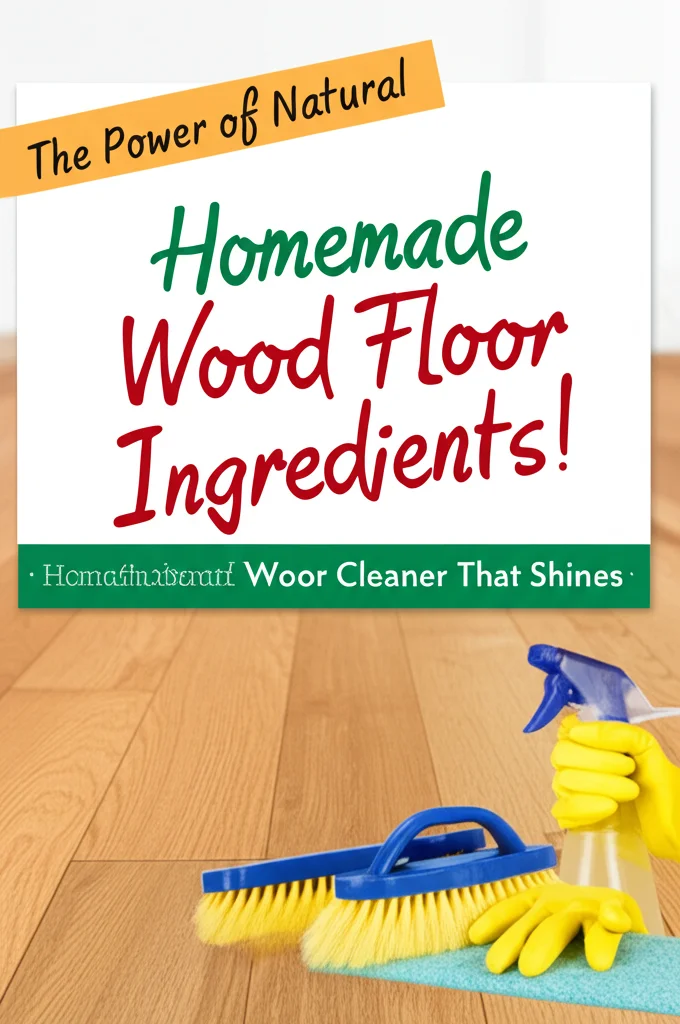 The Power of Natural
Homemade
Wood Floor
Ingredients!
Woor Cleaner That Shines